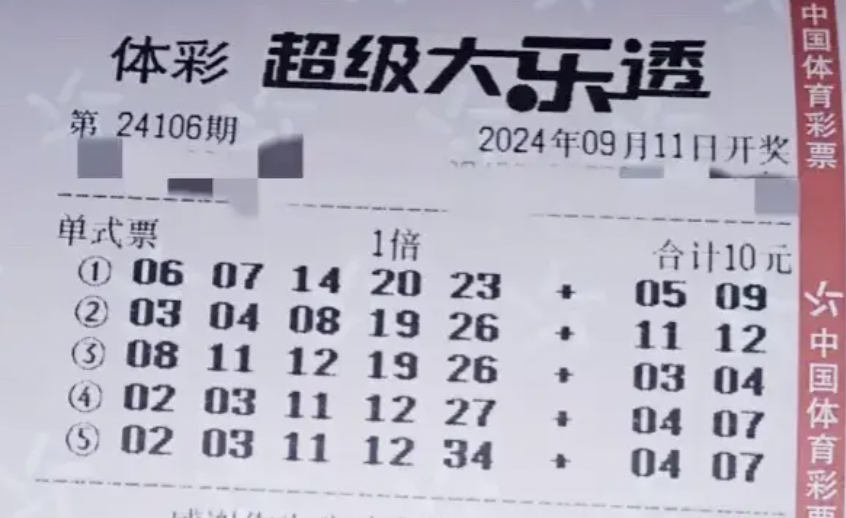 体彩 超级大乐透
第 24106期 2024年09月11日开奖
单式票 1倍 合计10元
① 06 07 14 20 23 + 05 09
② 03 04 08 19 26 + 11 12
③ 08 11 12 19 26 + 03 04
④ 02 03 11 12 27 + 04 07
⑤ 02 03 11 12 34 + 04 07
中国体育彩票
中国体育彩票